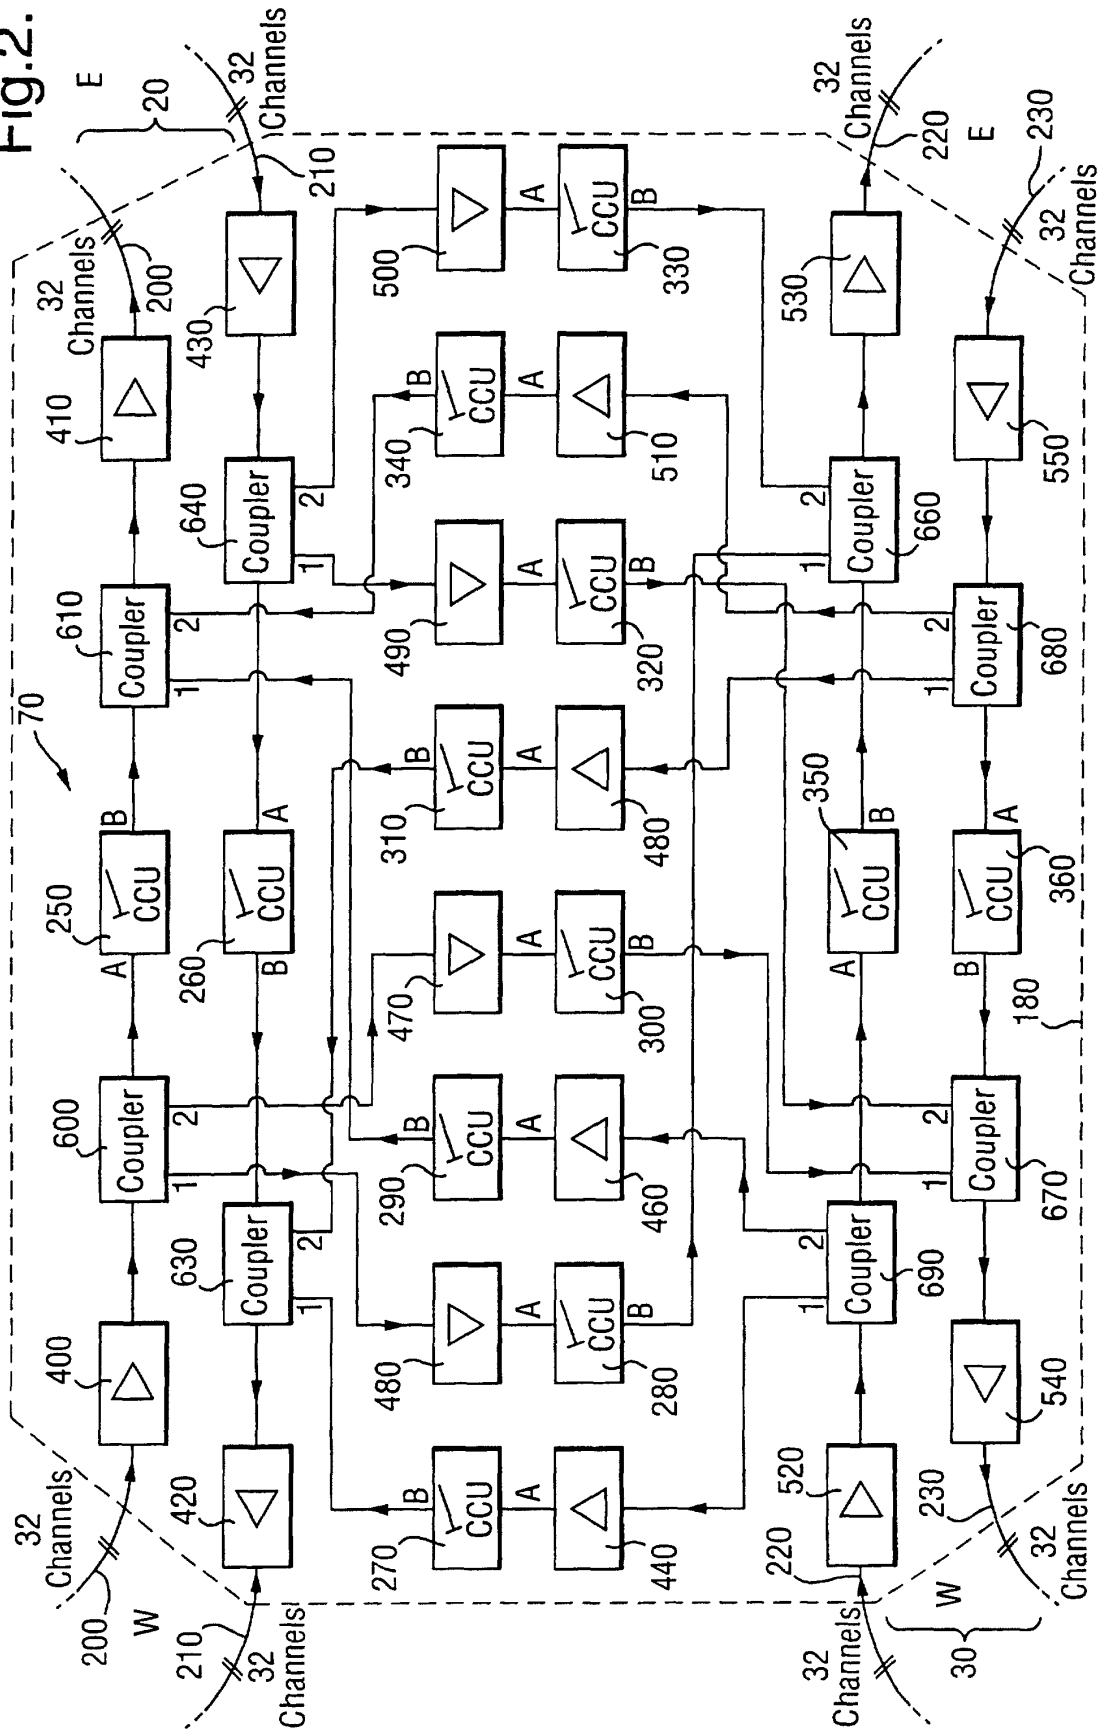 Fig.2.
E
20
32
Channels
210
32
Channels
200
410
430
610
Coupler
1
2
640
Coupler
1
2
70
250
CCU
A
B
260
CCU
A
B
600
Coupler
1
2
630
Coupler
1
2
400
420
32
Channels
200
W
210
32
Channels
500
A
CCU
B
330
340
B
CCU
A
510
490
A
CCU
B
320
310
B
CCU
A
480
470
A
CCU
B
300
290
B
CCU
A
460
480
A
CCU
B
280
270
B
CCU
A
440
32
Channels
220
E
230
32
Channels
530
550
660
Coupler
1
2
680
Coupler
1
2
350
CCU
A
B
360
CCU
A
B
180
690
Coupler
1
2
670
Coupler
1
2
520
540
220
230
W
32
Channels
32
Channels
30